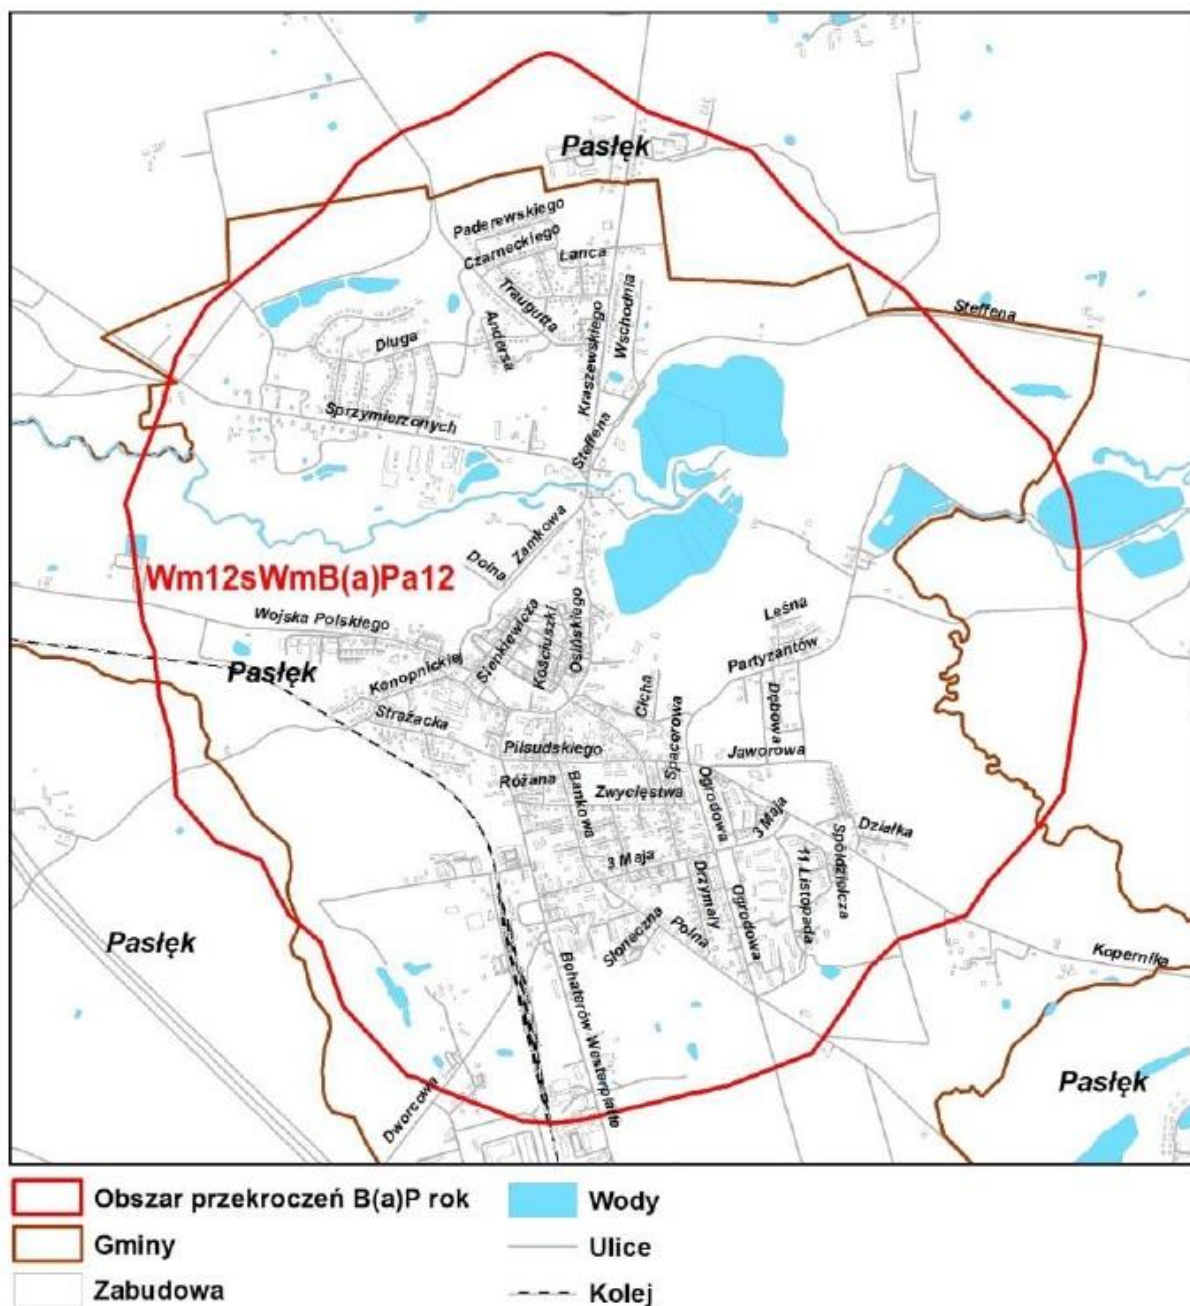 Pasłęk
Paderewskiego
Czarneckiego
Łanca
Traugutta
Andersa
Kraszewskiego
Wschodnia
Steffena
Długa
Sprzymierzonych
Steffena
Zamkowa
Dolna
Wm12sWmB(a)Pa12
Wojska Polskiego
Pasłęk
Konopnickiej
Sienkiewicza
Kościuszki
Osińskiego
Leśna
Partyzantów
Cicha
Dębowa
Strażacka
Piłsudskiego
Spacerowa
Jaworowa
Różana
Bankowa
Zwycięstwa
Ogrodowa
3 Maja
Działka
Spółdzielcza
3 Maja
11 Listopada
Drzymały
Ogrodowa
Słoneczna
Polna
Pasłęk
Kopernika
Bohaterów Westerplatte
Dworcowa
Pasłęk
Obszar przekroczeń B(a)P rok
Wody
Gminy
Ulice
Zabudowa
Kolej